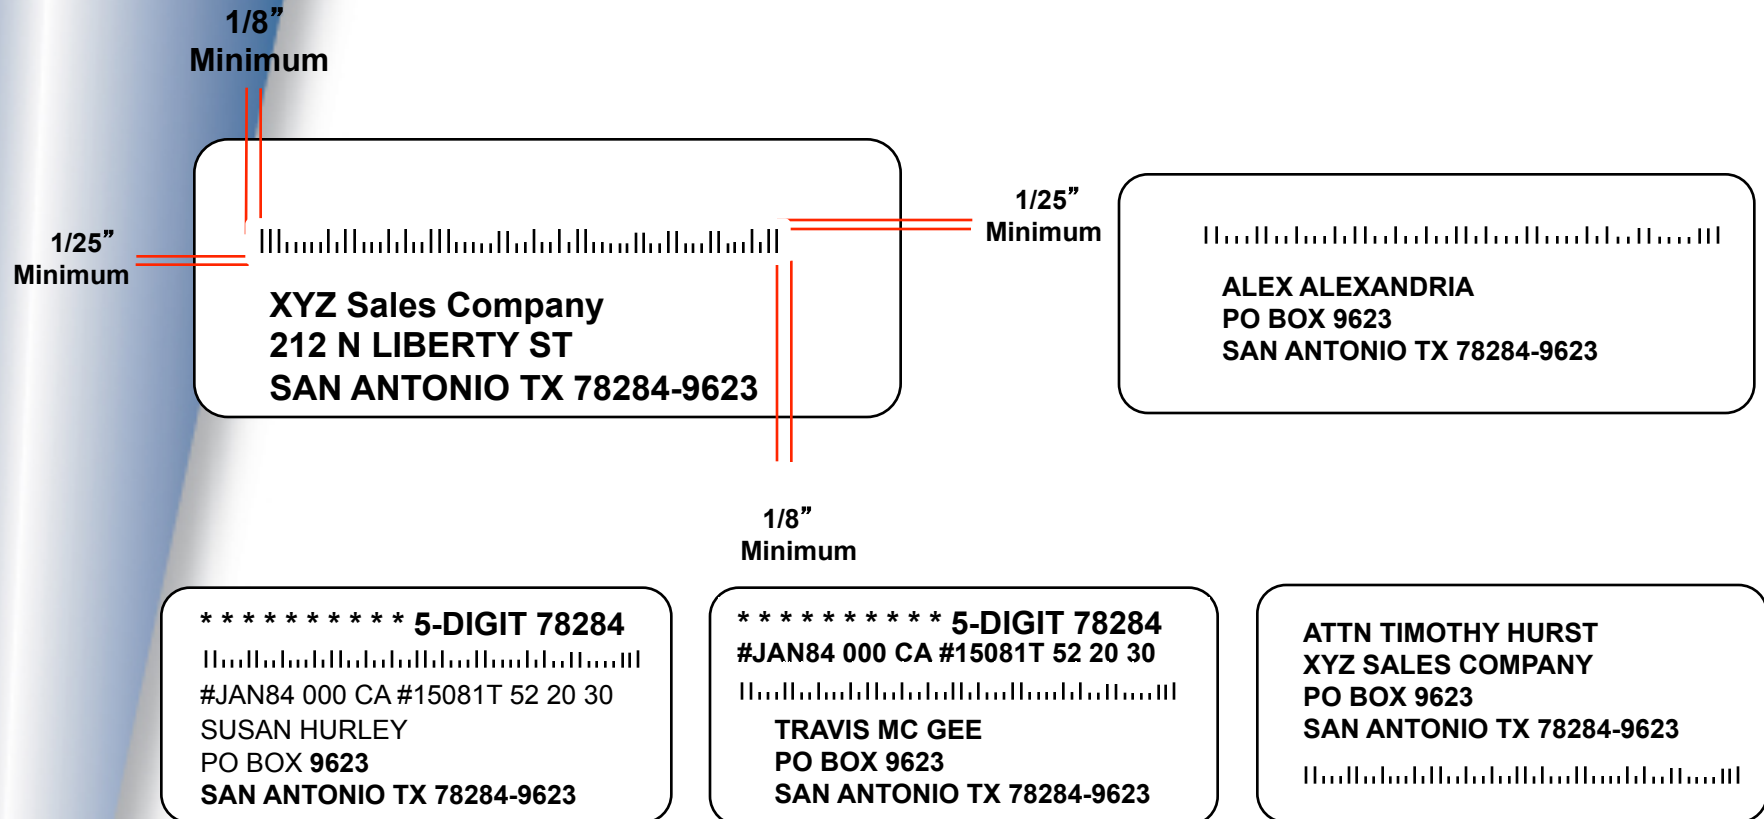 1/8”
Minimum
1/25”
Minimum
1/25”
Minimum
XYZ Sales Company
212 N LIBERTY ST
SAN ANTONIO TX 78284-9623
ALEX ALEXANDRIA
PO BOX 9623
SAN ANTONIO TX 78284-9623
1/8”
Minimum
* * * * * * * * * * 5-DIGIT 78284
#JAN84 000 CA #15081T 52 20 30
SUSAN HURLEY
PO BOX 9623
SAN ANTONIO TX 78284-9623
* * * * * * * * * * 5-DIGIT 78284
#JAN84 000 CA #15081T 52 20 30
TRAVIS MC GEE
PO BOX 9623
SAN ANTONIO TX 78284-9623
ATTN TIMOTHY HURST
XYZ SALES COMPANY
PO BOX 9623
SAN ANTONIO TX 78284-9623